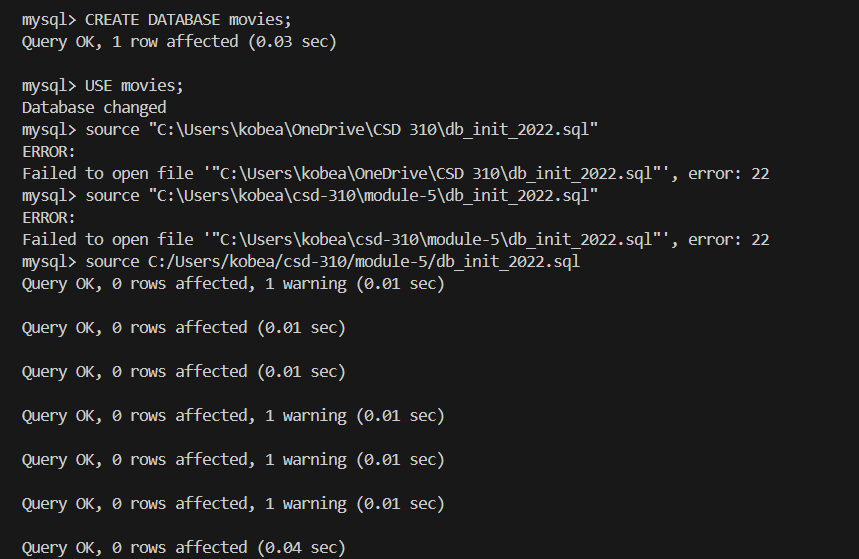 mysql> CREATE DATABASE movies;
Query OK, 1 row affected (0.03 sec)
mysql> USE movies;
Database changed
mysql> source "C:\Users\kobea\OneDrive\CSD 310\db_init_2022.sql"
ERROR:
Failed to open file '"C:\Users\kobea\OneDrive\CSD 310\db_init_2022.sql"', error: 22
mysql> source "C:\Users\kobea\csd-310\module-5\db_init_2022.sql"
ERROR:
Failed to open file '"C:\Users\kobea\csd-310\module-5\db_init_2022.sql"', error: 22
mysql> source C:/Users/kobea/csd-310/module-5/db_init_2022.sql
Query OK, 0 rows affected, 1 warning (0.01 sec)
Query OK, 0 rows affected (0.01 sec)
Query OK, 0 rows affected (0.01 sec)
Query OK, 0 rows affected, 1 warning (0.01 sec)
Query OK, 0 rows affected, 1 warning (0.01 sec)
Query OK, 0 rows affected, 1 warning (0.01 sec)
Query OK, 0 rows affected (0.04 sec)